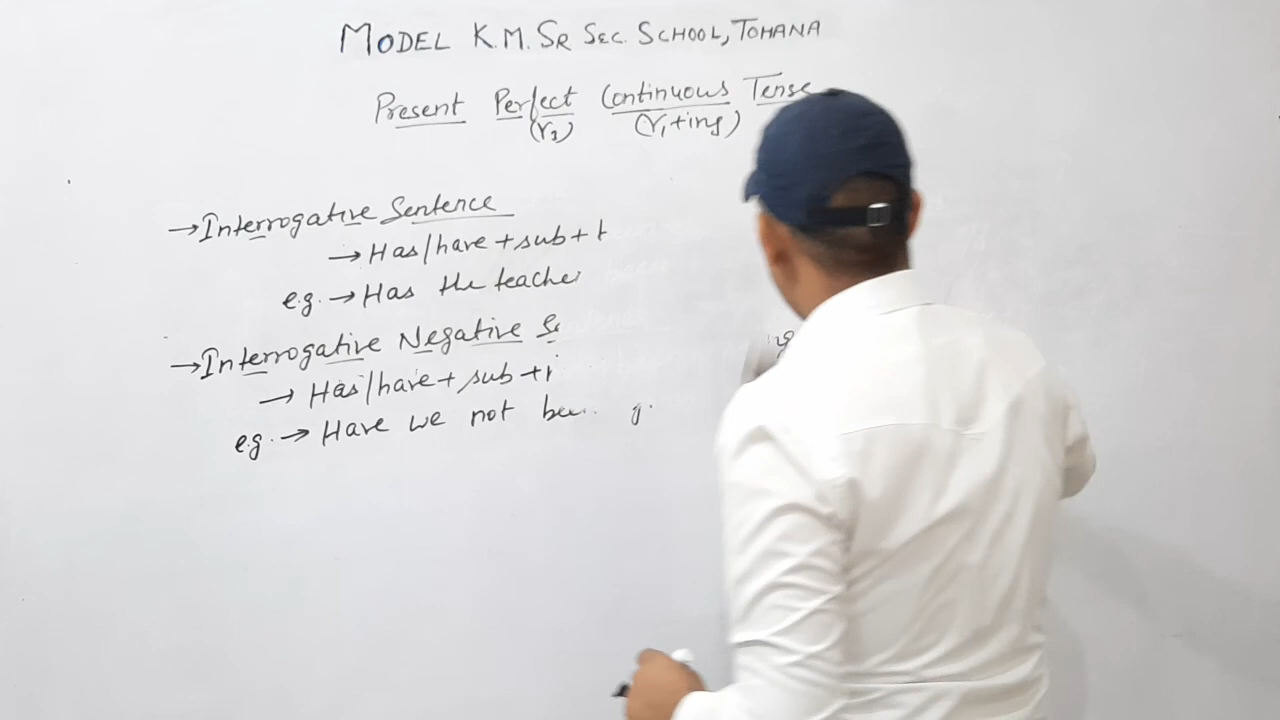 MODEL K.M. SR SEC. SCHOOL, TOHANA
Present Perfect Continuous Tense
(V3) (V1+ing)
→Interrogative Sentence
→ Has/have + sub +
e.g. → Has the teacher
→Interrogative Negative
→ Has/have + sub +
e.g. → Have we not